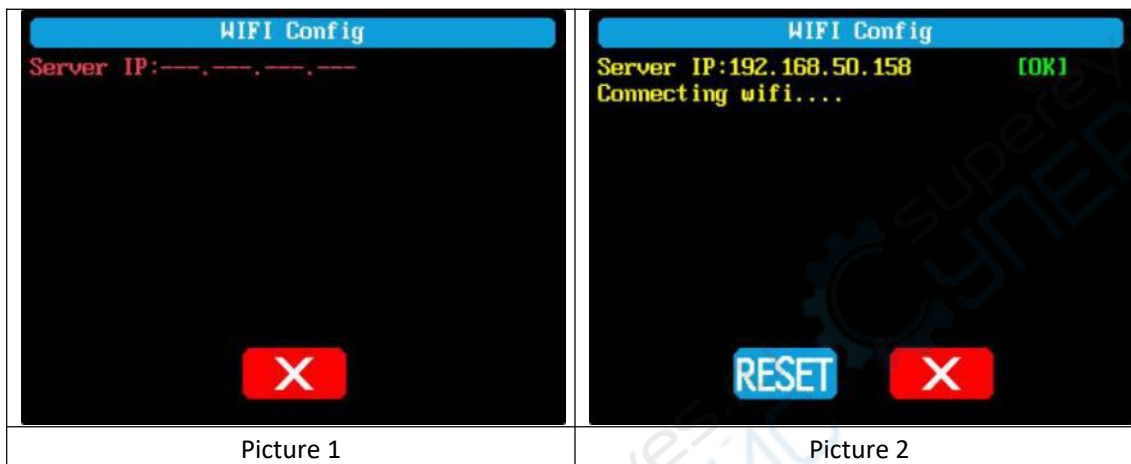 WIFI Config
Server IP:---.---.---.---
X
Picture 1
WIFI Config
Server IP:192.168.50.158 [OK]
Connecting wifi....
RESET X
Picture 2